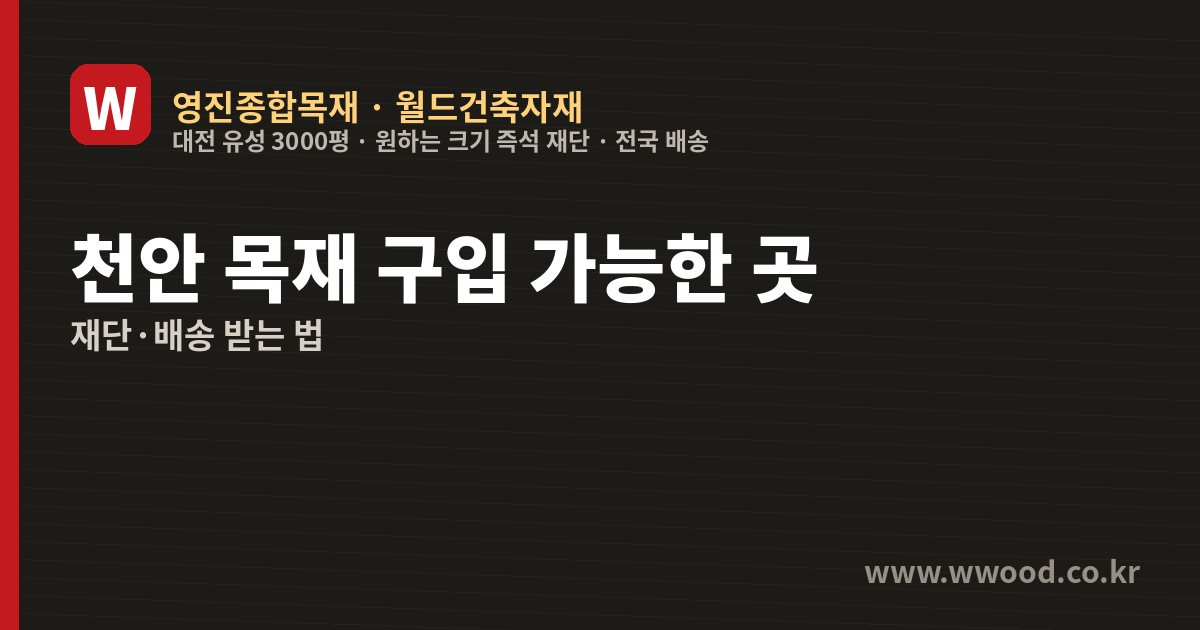 W
영진종합목재 · 월드건축자재
대전 유성 3000평 · 원하는 크기 즉석 재단 · 전국 배송
천안 목재 구입 가능한 곳
재단·배송 받는 법
www.wwood.co.kr